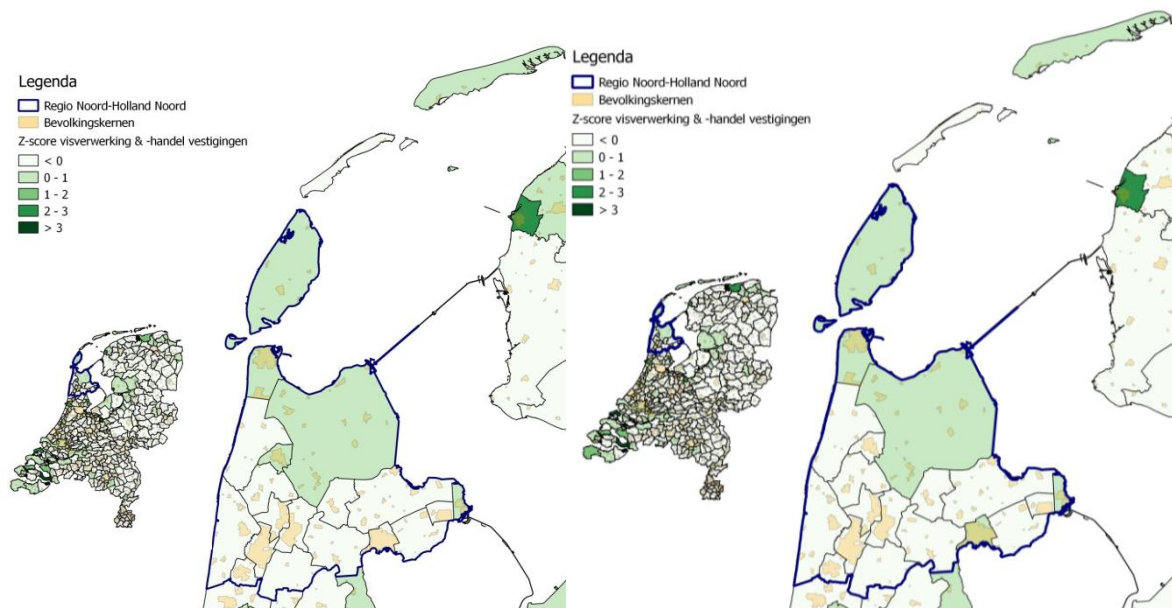 Legenda
Regio Noord-Holland Noord
Bevolkingskernen
Z-score visverwerking & -handel vestigingen
< 0
0 - 1
1 - 2
2 - 3
> 3
Legenda
Regio Noord-Holland Noord
Bevolkingskernen
Z-score visverwerking & -handel vestigingen
< 0
0 - 1
1 - 2
2 - 3
> 3